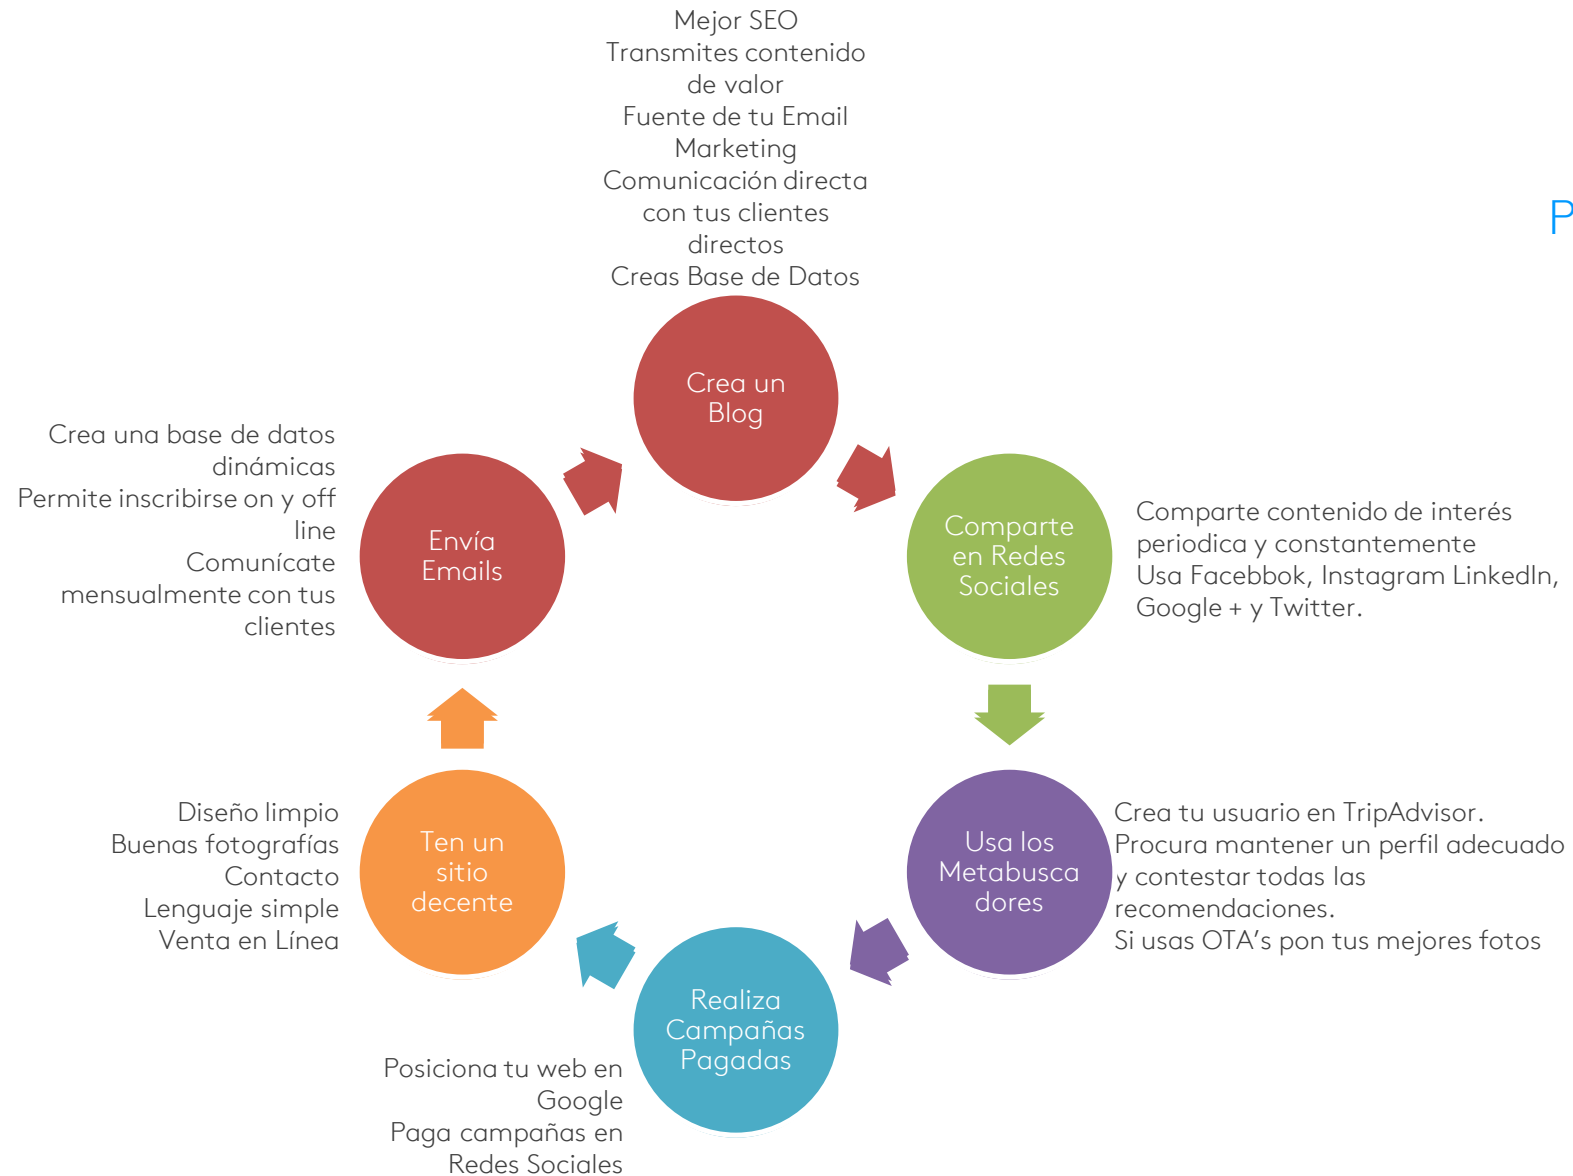 Mejor SEO
Transmites contenido
de valor
Fuente de tu Email
Marketing
Comunicación directa
con tus clientes
directos
Creas Base de Datos
P
Crea un
Blog
Comparte
en Redes
Sociales
Comparte contenido de interés
periodica y constantemente
Usa Facebbok, Instagram LinkedIn,
Google + y Twitter.
Usa los
Metabusca
dores
Crea tu usuario en TripAdvisor.
Procura mantener un perfil adecuado
y contestar todas las
recomendaciones.
Si usas OTA's pon tus mejores fotos
Realiza
Campañas
Pagadas
Posiciona tu web en
Google
Paga campañas en
Redes Sociales
Ten un
sitio
decente
Diseño limpio
Buenas fotografías
Contacto
Lenguaje simple
Venta en Línea
Envía
Emails
Crea una base de datos
dinámicas
Permite inscribirse on y off
line
Comunícate
mensualmente con tus
clientes